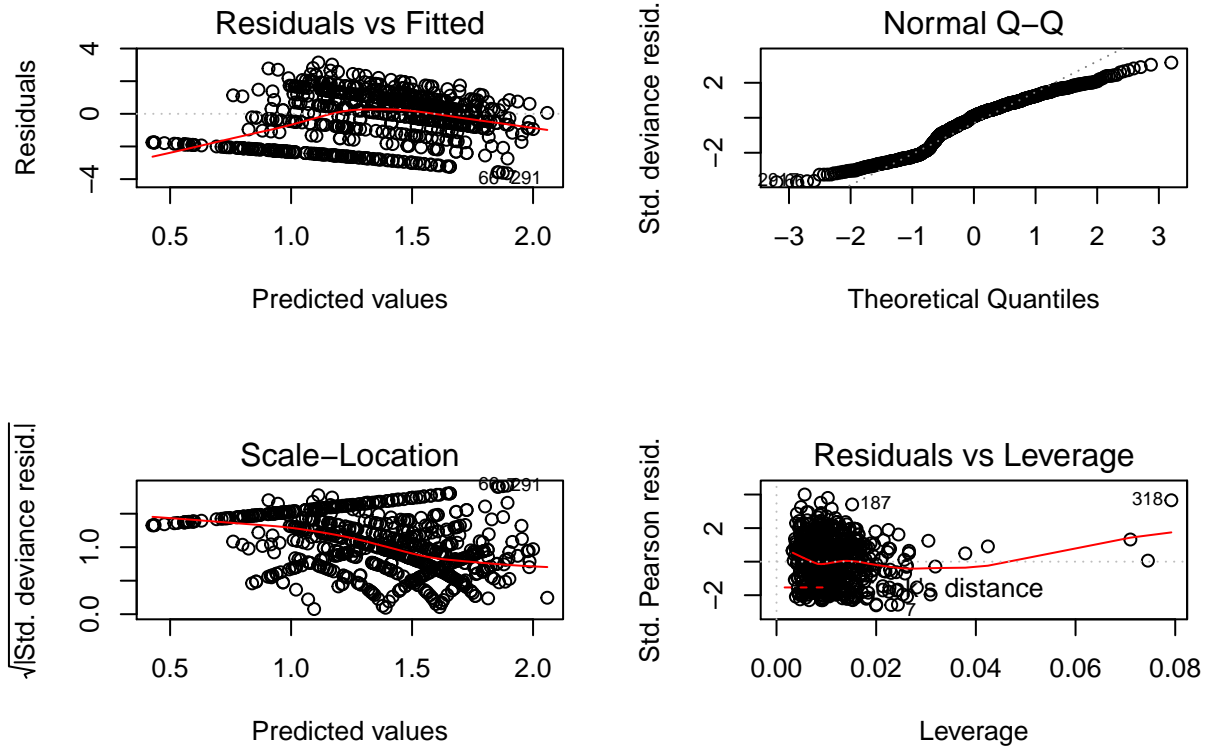 Residuals vs Fitted
Residuals
4
0
−4
66
291
0.5 1.0 1.5 2.0
Predicted values
Normal Q−Q
Std. deviance resid.
2
−2
−3 −2 −1 0 1 2 3
Theoretical Quantiles
Scale−Location
√|Std. deviance resid.|
1.0
0.0
291
0.5 1.0 1.5 2.0
Predicted values
Residuals vs Leverage
Std. Pearson resid.
2
0
−2
187
318
distance
7
0.00 0.02 0.04 0.06 0.08
Leverage